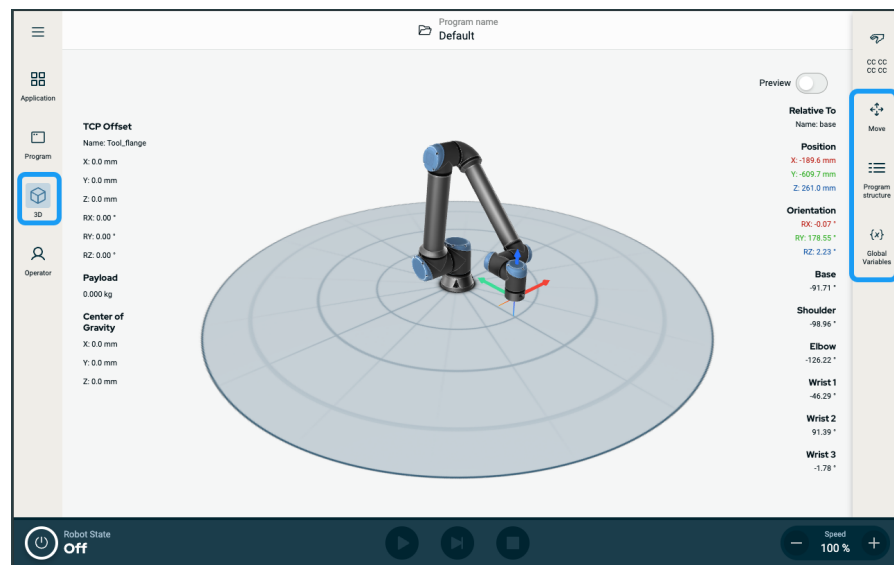 Program name
Default
Application
Program
3D
Operator
TCP Offset
Name: Tool_flange
X: 0.0 mm
Y: 0.0 mm
Z: 0.0 mm
RX: 0.00 °
RY: 0.00 °
RZ: 0.00 °
Payload
0.000 kg
Center of
Gravity
X: 0.0 mm
Y: 0.0 mm
Z: 0.0 mm
Preview
Relative To
Name: base
Position
X: -189.6 mm
Y: -609.7 mm
Z: 261.0 mm
Orientation
RX: -0.07 °
RY: 178.55 °
RZ: 2.23 °
Base
-91.71 °
Shoulder
-98.96 °
Elbow
-126.22 °
Wrist 1
-46.29 °
Wrist 2
91.39 °
Wrist 3
-1.78 °
CC CC
CC CC
Move
Program
structure
{x}
Global
Variables
Robot State
Off
Speed
100 %